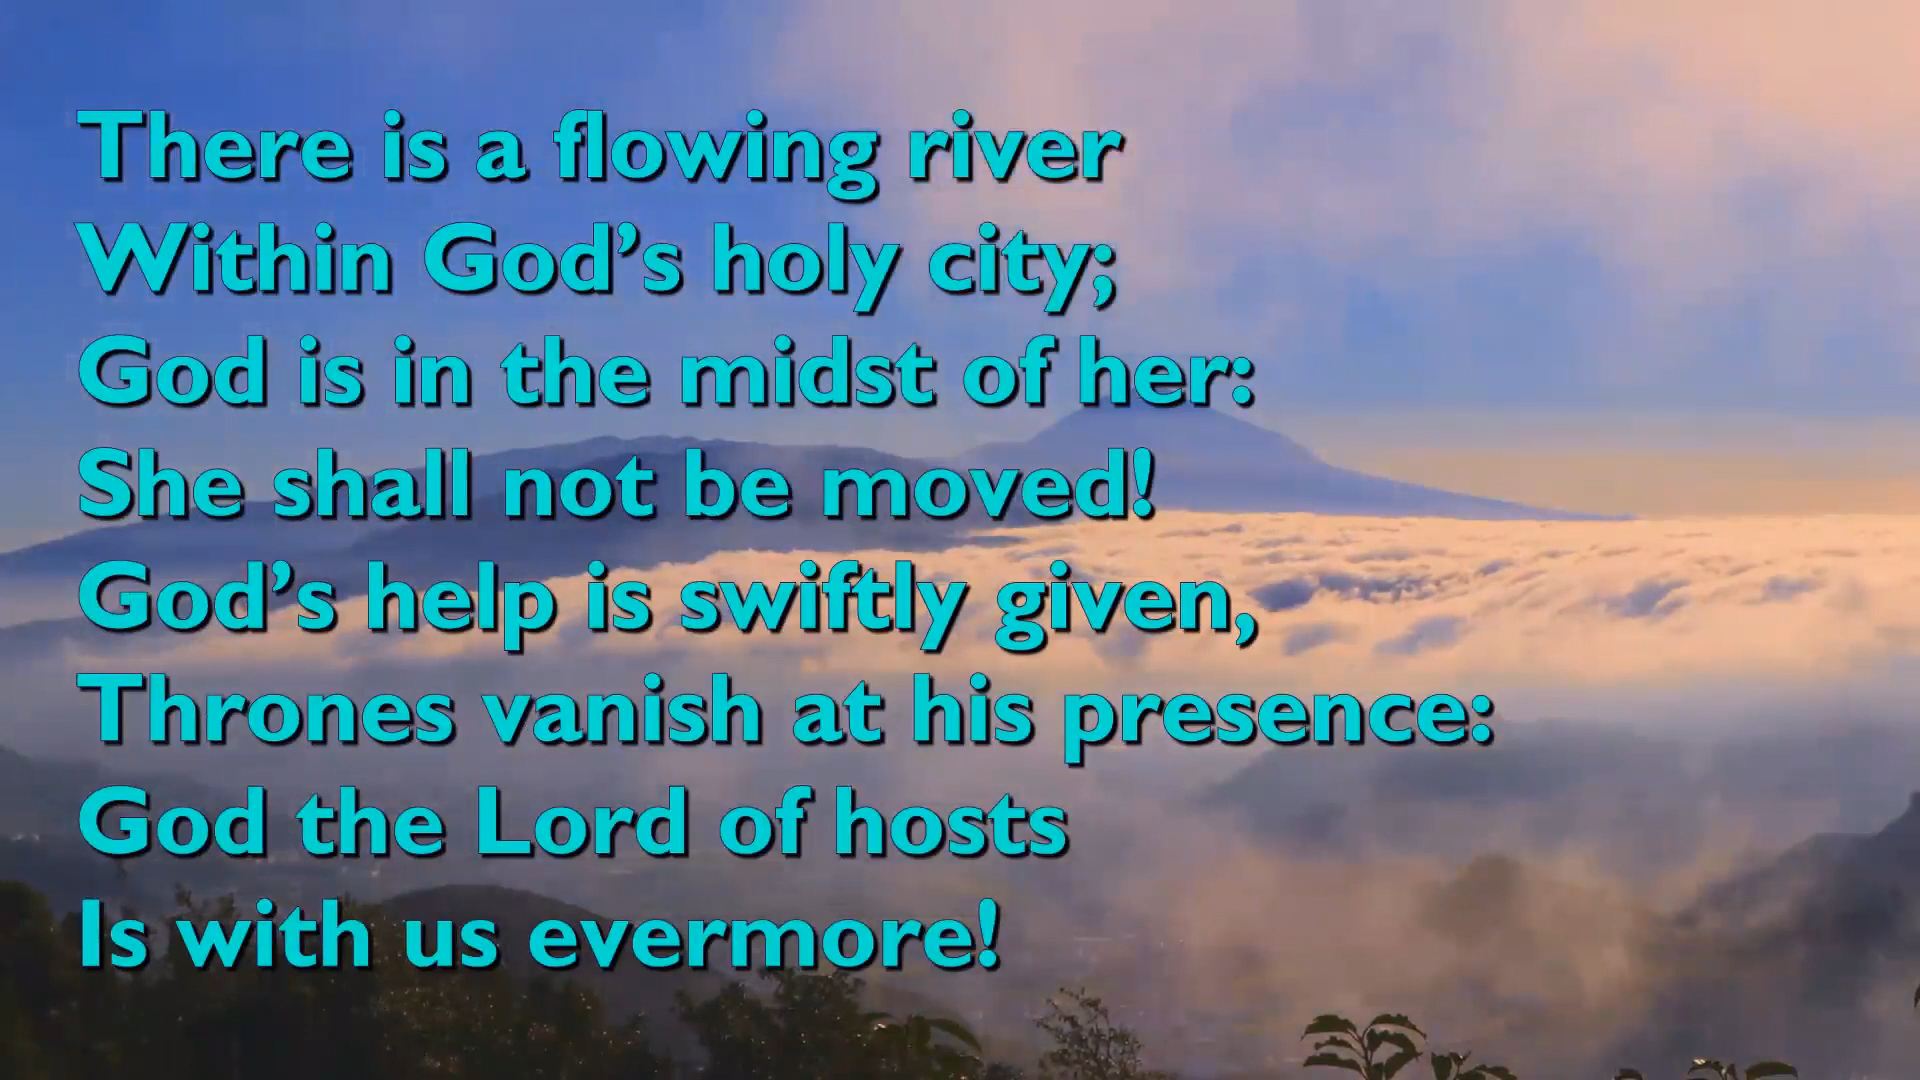 There is a flowing river
Within God’s holy city;
God is in the midst of her:
She shall not be moved!
God’s help is swiftly given,
Thrones vanish at his presence:
God the Lord of hosts
Is with us evermore!